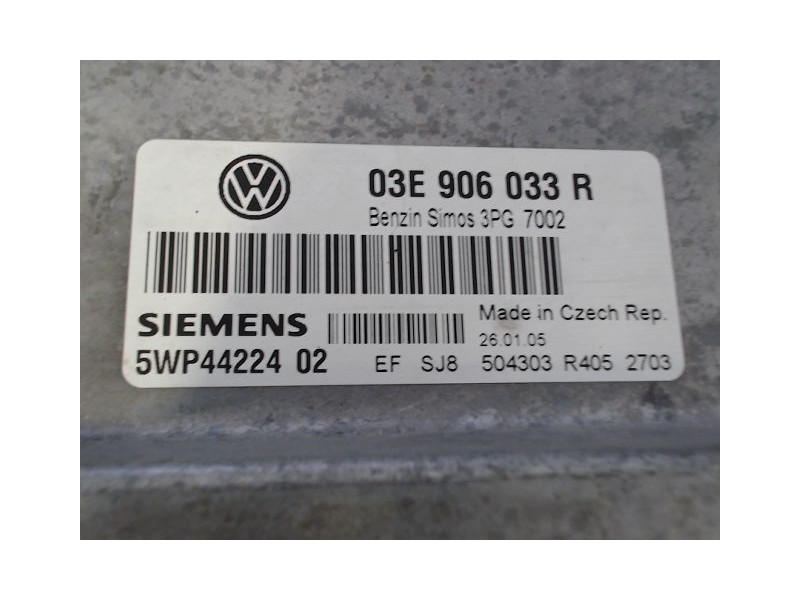 VW
03E 906 033 R
Benzin Simos 3PG 7002
SIEMENS
Made in Czech Rep.
26.01.05
5WP44224 02
EF SJ8 504303 R405 2703